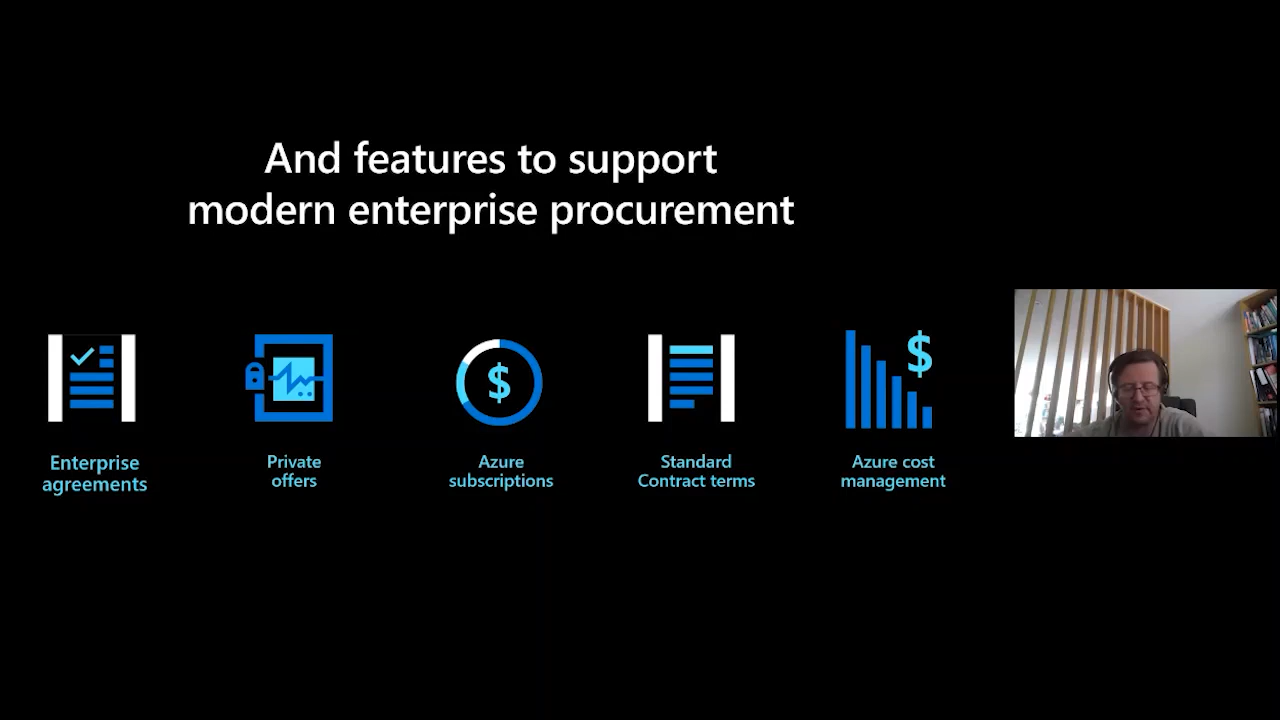 And features to support
modern enterprise procurement
$
$
Enterprise
agreements
Private
offers
Azure
subscriptions
Standard
Contract terms
Azure cost
management